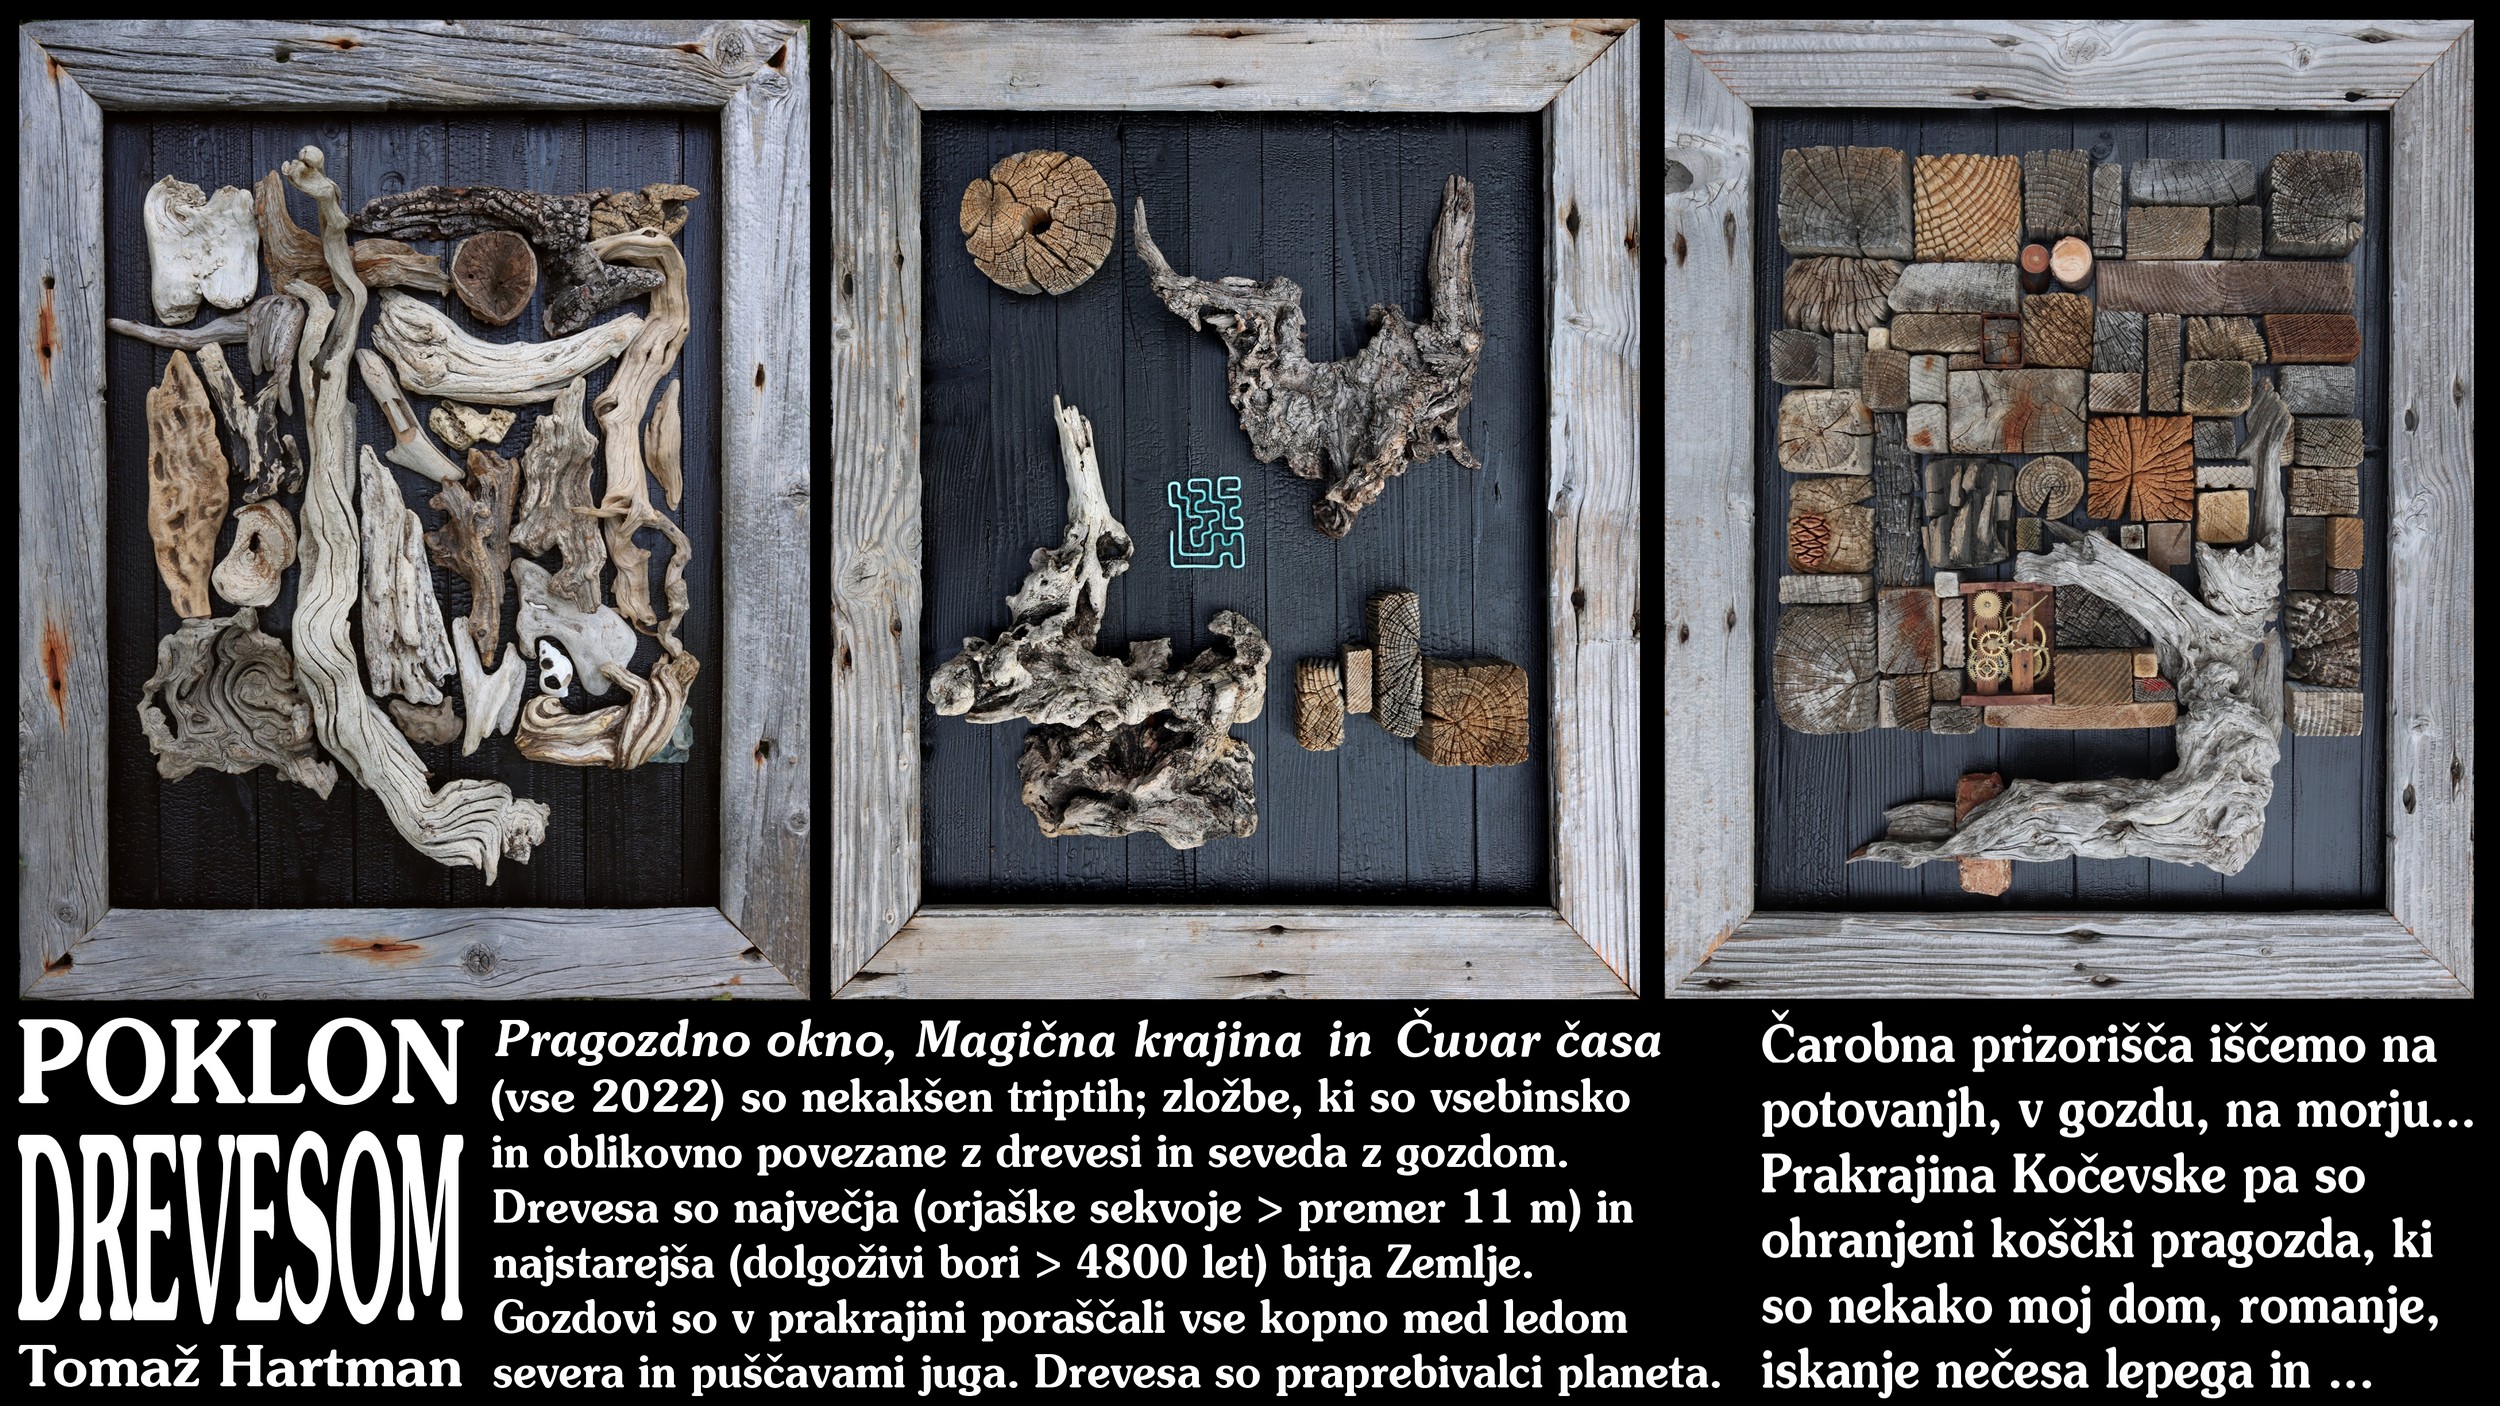 POKLON
DREVESOM
Tomaž Hartman
Pragozdno okno, Magična krajina in Čuvar časa
(vse 2022) so nekakšen triptih; zložbe, ki so vsebinsko
in oblikovno povezane z drevesi in seveda z gozdom.
Drevesa so največja (orjaške sekvoje > premer 11 m) in
najstarejša (dolgoživi bori > 4800 let) bitja Zemlje.
Gozdovi so v prakrajini poraščali vse kopno med ledom
severa in puščavami juga. Drevesa so praprebivalci planeta.
Čarobna prizorišča iščemo na
potovanjh, v gozdu, na morju...
Prakrajina Kočevske pa so
ohranjeni koščki pragozda, ki
so nekako moj dom, romanje,
iskanje nečesa lepega in ...